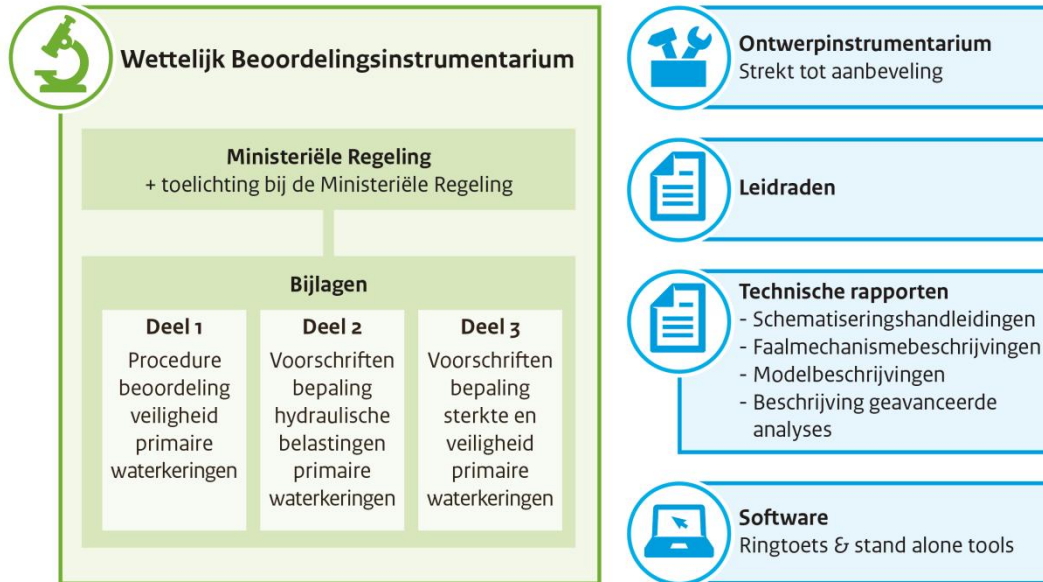 Wettelijk Beoordelingsinstrumentarium
Ministeriële Regeling
+ toelichting bij de Ministeriële Regeling
Bijlagen
Deel 1
Procedure
beoordeling
veiligheid
primaire
waterkeringen
Deel 2
Voorschriften
bepaling
hydraulische
belastingen
primaire
waterkeringen
Deel 3
Voorschriften
bepaling
sterkte en
veiligheid
primaire
waterkeringen
Ontwerpinstrumentarium
Strekt tot aanbeveling
Leidraden
Technische rapporten
- Schematiseringshandleidingen
- Faalmechanismebeschrijvingen
- Modelbeschrijvingen
- Beschrijving geavanceerde
analyses
Software
Ringtoets & stand alone tools